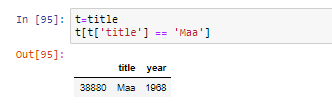 In [95]: t=title
t[t['title'] == 'Maa']
Out[95]:
title year
38880 Maa 1968